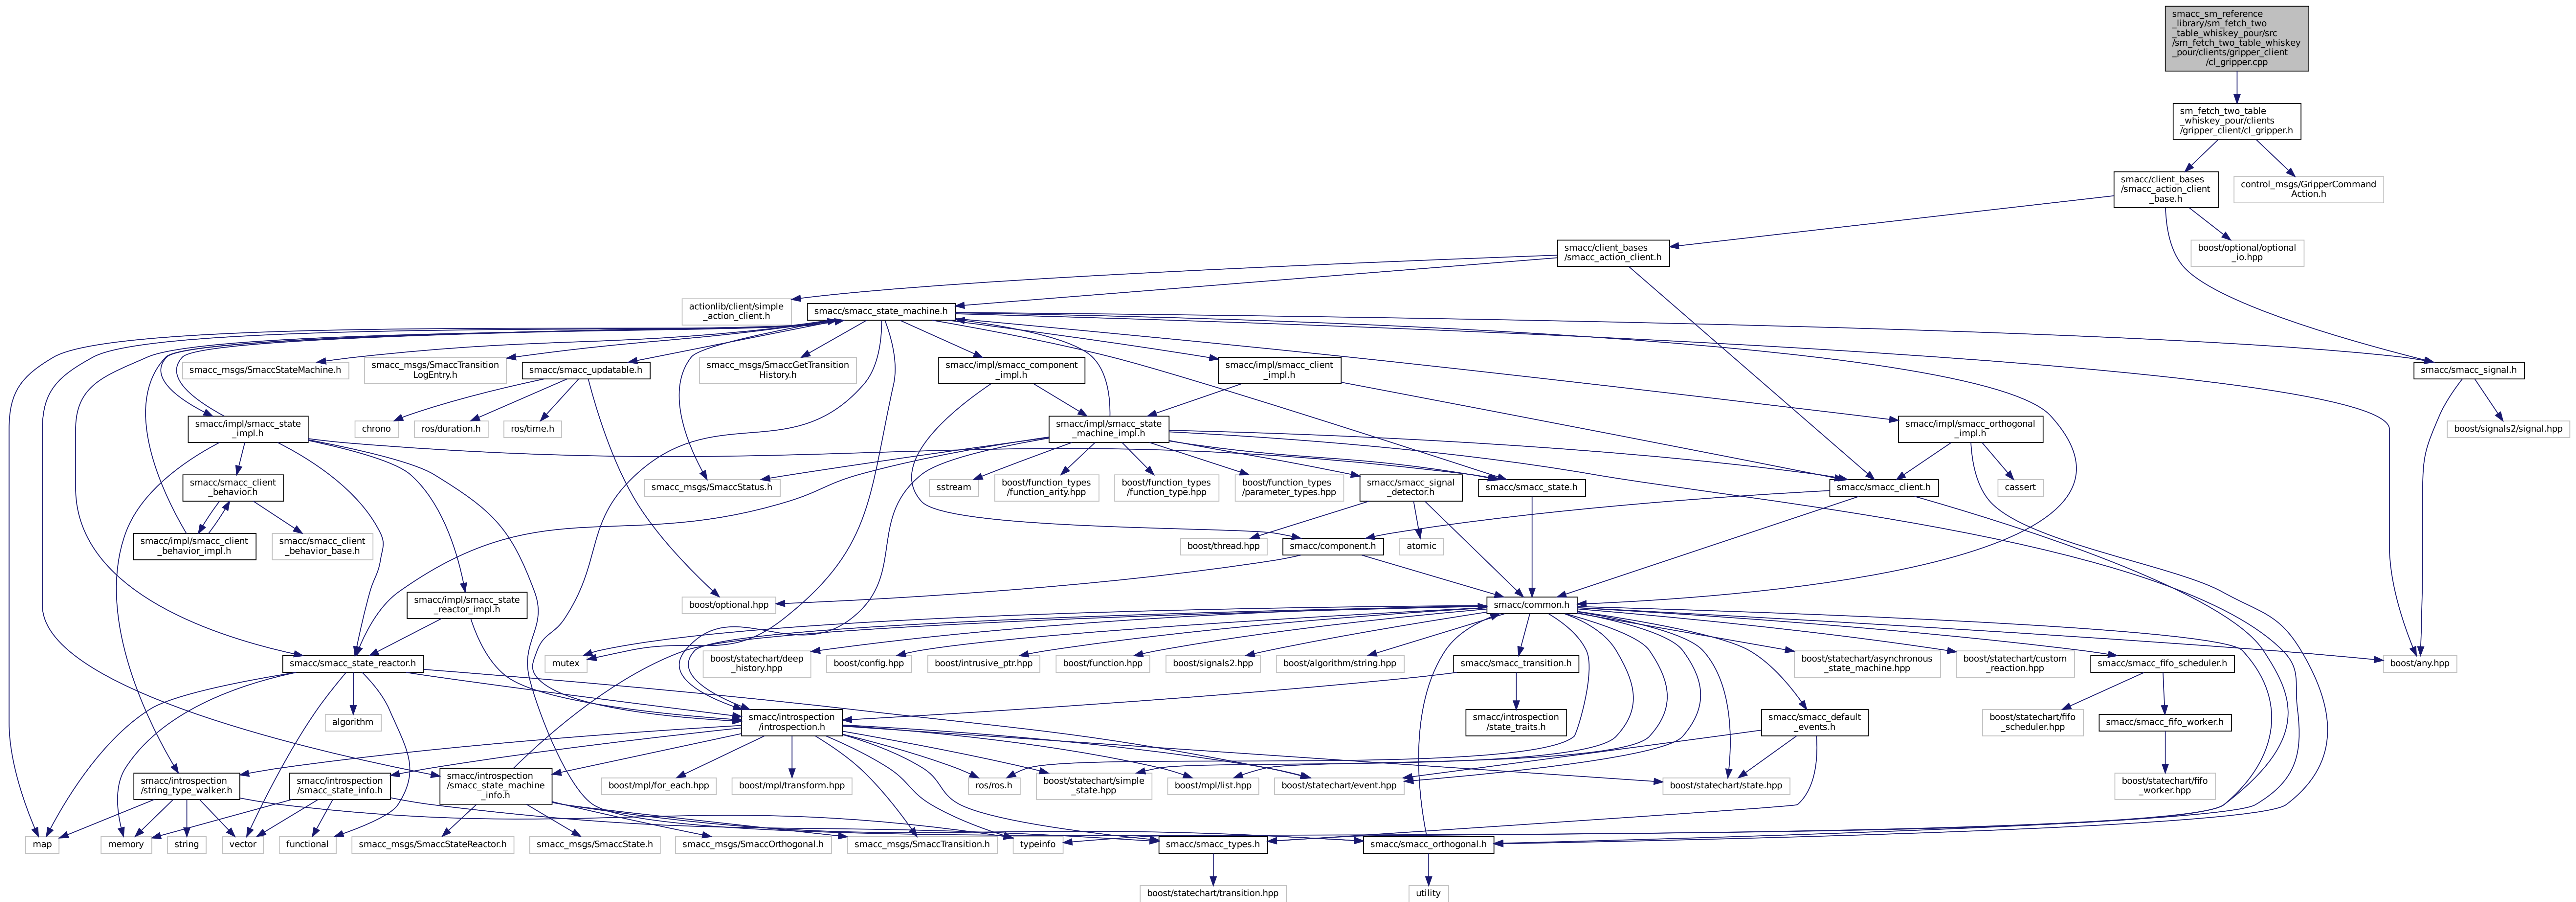 smacc_sm_reference
_library/sm_fetch_two
_table_whiskey_pour/src
/sm_fetch_two_table_whiskey
_pour/clients/gripper_client
/cl_gripper.cpp
sm_fetch_two_table
_whiskey_pour/clients
/gripper_client/cl_gripper.h
smacc/client_bases
/smacc_action_client
_base.h
control_msgs/GripperCommand
Action.h
smacc/client_bases
/smacc_action_client.h
boost/optional/optional
_io.hpp
actionlib/client/simple
_action_client.h
smacc/smacc_state_machine.h
smacc_msgs/SmaccStateMachine.h
smacc_msgs/SmaccTransition
LogEntry.h
smacc/smacc_updatable.h
smacc_msgs/SmaccGetTransition
History.h
smacc/impl/smacc_component
_impl.h
smacc/impl/smacc_client
_impl.h
smacc/smacc_signal.h
smacc/impl/smacc_state
_impl.h
chrono
ros/duration.h
ros/time.h
smacc/impl/smacc_state
_machine_impl.h
smacc/impl/smacc_orthogonal
_impl.h
boost/signals2/signal.hpp
smacc/smacc_client
_behavior.h
smacc_msgs/SmaccStatus.h
sstream
boost/function_types
/function_arity.hpp
boost/function_types
/function_type.hpp
boost/function_types
/parameter_types.hpp
smacc/smacc_signal
_detector.h
smacc/smacc_state.h
smacc/smacc_client.h
cassert
smacc/impl/smacc_client
_behavior_impl.h
smacc/smacc_client
_behavior_base.h
boost/thread.hpp
smacc/component.h
atomic
smacc/impl/smacc_state
_reactor_impl.h
boost/optional.hpp
smacc/common.h
smacc/smacc_state_reactor.h
mutex
boost/statechart/deep
_history.hpp
boost/config.hpp
boost/intrusive_ptr.hpp
boost/function.hpp
boost/signals2.hpp
boost/algorithm/string.hpp
smacc/smacc_transition.h
boost/statechart/asynchronous
_state_machine.hpp
boost/statechart/custom
_reaction.hpp
smacc/smacc_fifo_scheduler.h
boost/any.hpp
algorithm
smacc/introspection
/introspection.h
smacc/introspection
/state_traits.h
smacc/smacc_default
_events.h
boost/statechart/fifo
_scheduler.hpp
smacc/smacc_fifo_worker.h
smacc/introspection
/string_type_walker.h
smacc/introspection
/smacc_state_info.h
smacc/introspection
/smacc_state_machine
_info.h
boost/mpl/for_each.hpp
boost/mpl/transform.hpp
ros/ros.h
boost/statechart/simple
_state.hpp
boost/mpl/list.hpp
boost/statechart/event.hpp
boost/statechart/state.hpp
boost/statechart/fifo
_worker.hpp
map
memory
string
vector
functional
smacc_msgs/SmaccStateReactor.h
smacc_msgs/SmaccState.h
smacc_msgs/SmaccOrthogonal.h
smacc_msgs/SmaccTransition.h
typeinfo
smacc/smacc_types.h
smacc/smacc_orthogonal.h
boost/statechart/transition.hpp
utility